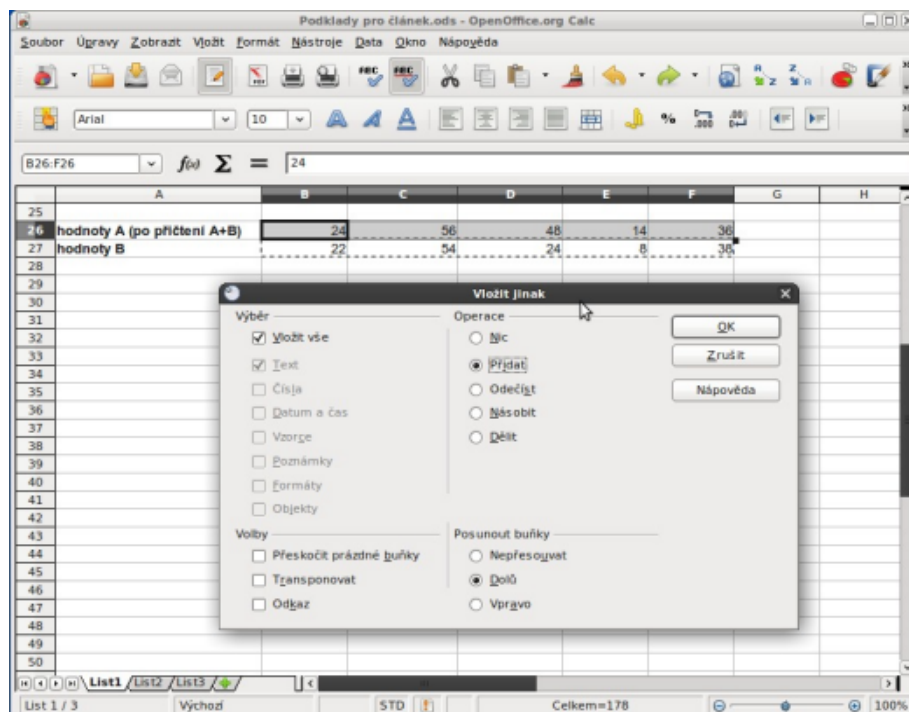 Podklady pro článek.ods - OpenOffice.org Calc
Soubor Úpravy Zobrazit Vložit Formát Nástroje Data Okno Nápověda
Arial 10
B26:F26 f(x) Σ = 24
A B C D E F G H
25
26 hodnoty A (po přičtení A+B) 24 56 48 14 36
27 hodnoty B 22 54 24 8 38
28
29
Vložit jinak
30
Výběr Operace
31
OK
32 Vložit vše Nic
33 Zrušit
34 Text Přidat
35 Čísla Odečíst Nápověda
36 Datum a čas Násobit
37
38 Vzorce Dělit
39 Poznámky
40
41 Formáty
42 Objekty
43 Volby Posunout buňky
44 Přeskočit prázdné buňky Nepřesouvat
45
46 Transponovat Dolů
47 Odkaz Vpravo
48
49
50
List1 List2 List3
List 1 / 3 Výchozí STD Celkem=178 100%